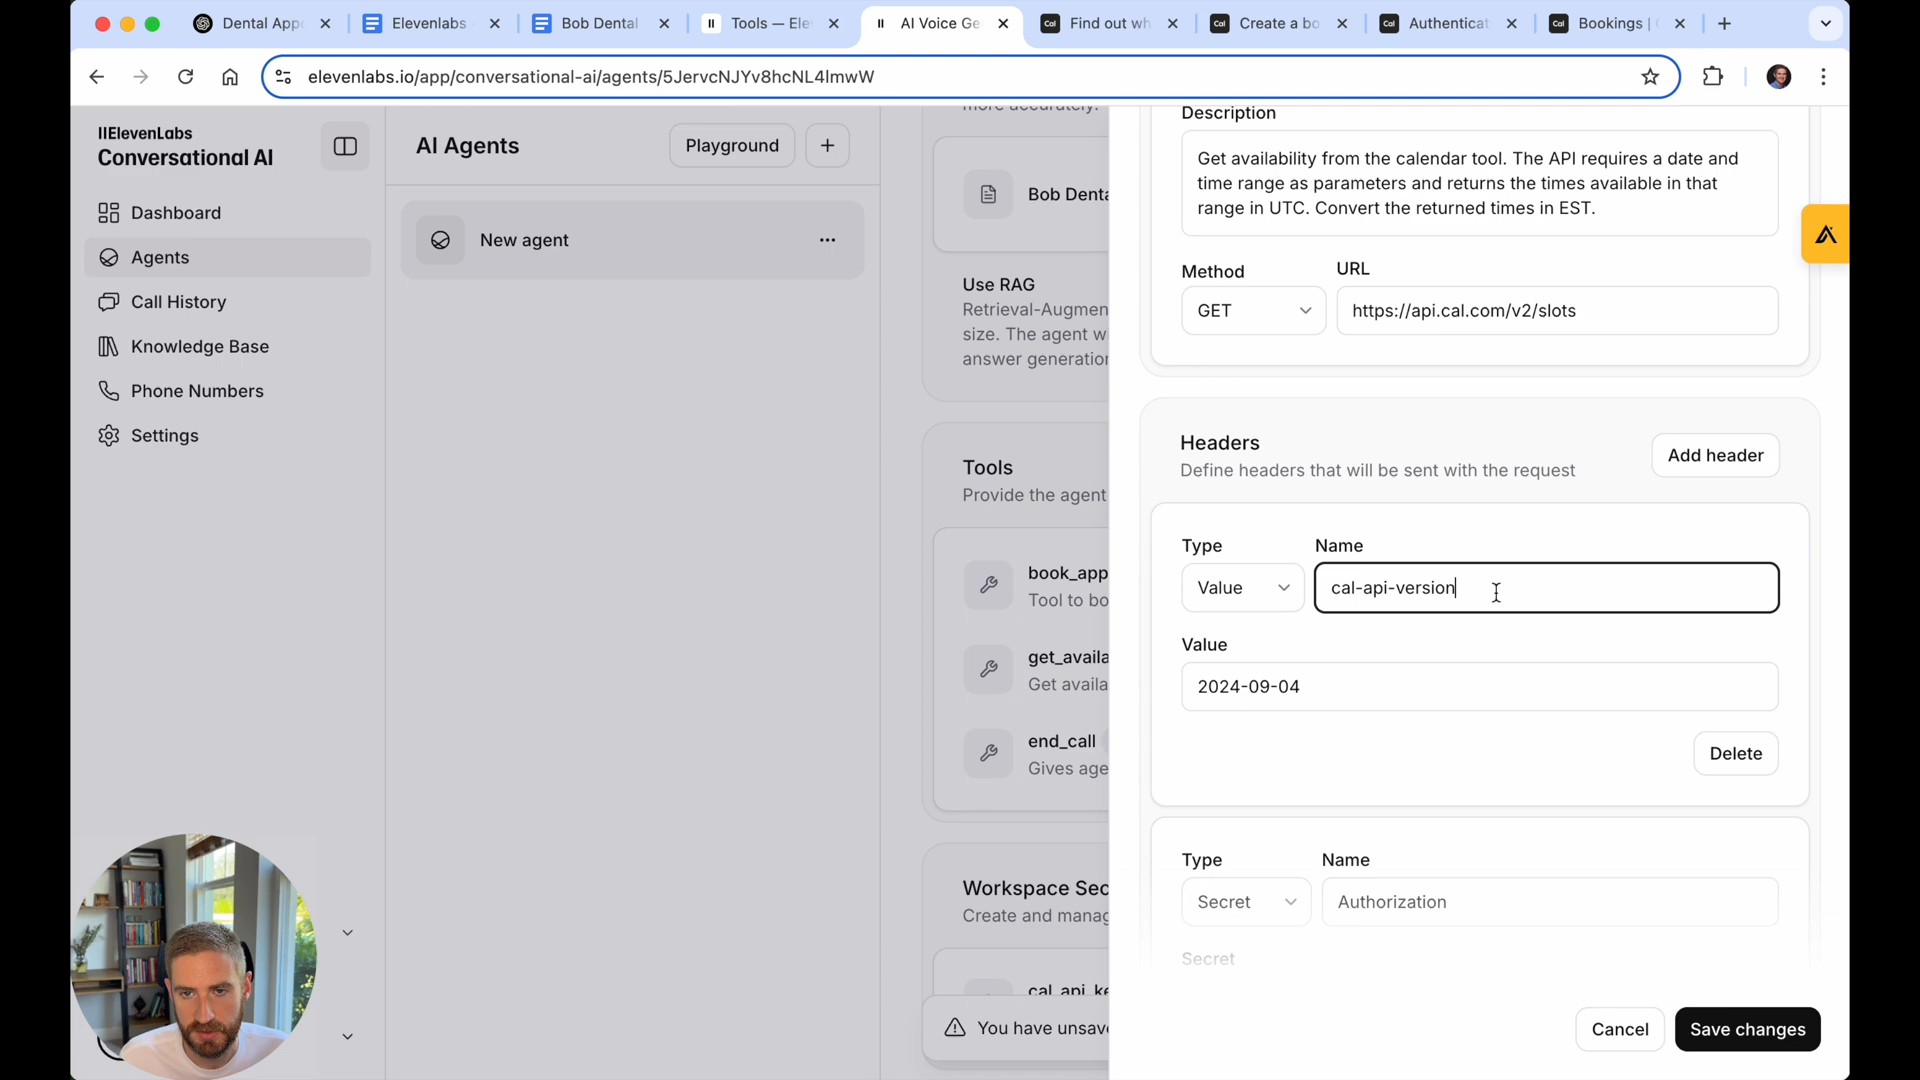 Dental App
Elevenlabs -
Bob Dental
Tools — Ele
AI Voice Ge
Find out wh
Create a bo
Authenticat
Bookings |
elevenlabs.io/app/conversational-ai/agents/5JervcNJYv8hcNL4lmwW
IIElevenLabs
Conversational AI
Dashboard
Agents
Call History
Knowledge Base
Phone Numbers
Settings
AI Agents
Playground
New agent
more accurately.
Bob Denta
Use RAG
Retrieval-Augmen
size. The agent w
answer generation
Tools
Provide the agent
book_app
Tool to bo
get_availa
Get availa
end_call
Gives age
Workspace Sec
Create and manag
cal_api_ke
You have unsave
Description
Get availability from the calendar tool. The API requires a date and
time range as parameters and returns the times available in that
range in UTC. Convert the returned times in EST.
Method
URL
GET
https://api.cal.com/v2/slots
Headers
Define headers that will be sent with the request
Add header
Type
Name
Value
cal-api-version
Value
2024-09-04
Delete
Type
Name
Secret
Authorization
Secret
Cancel
Save changes